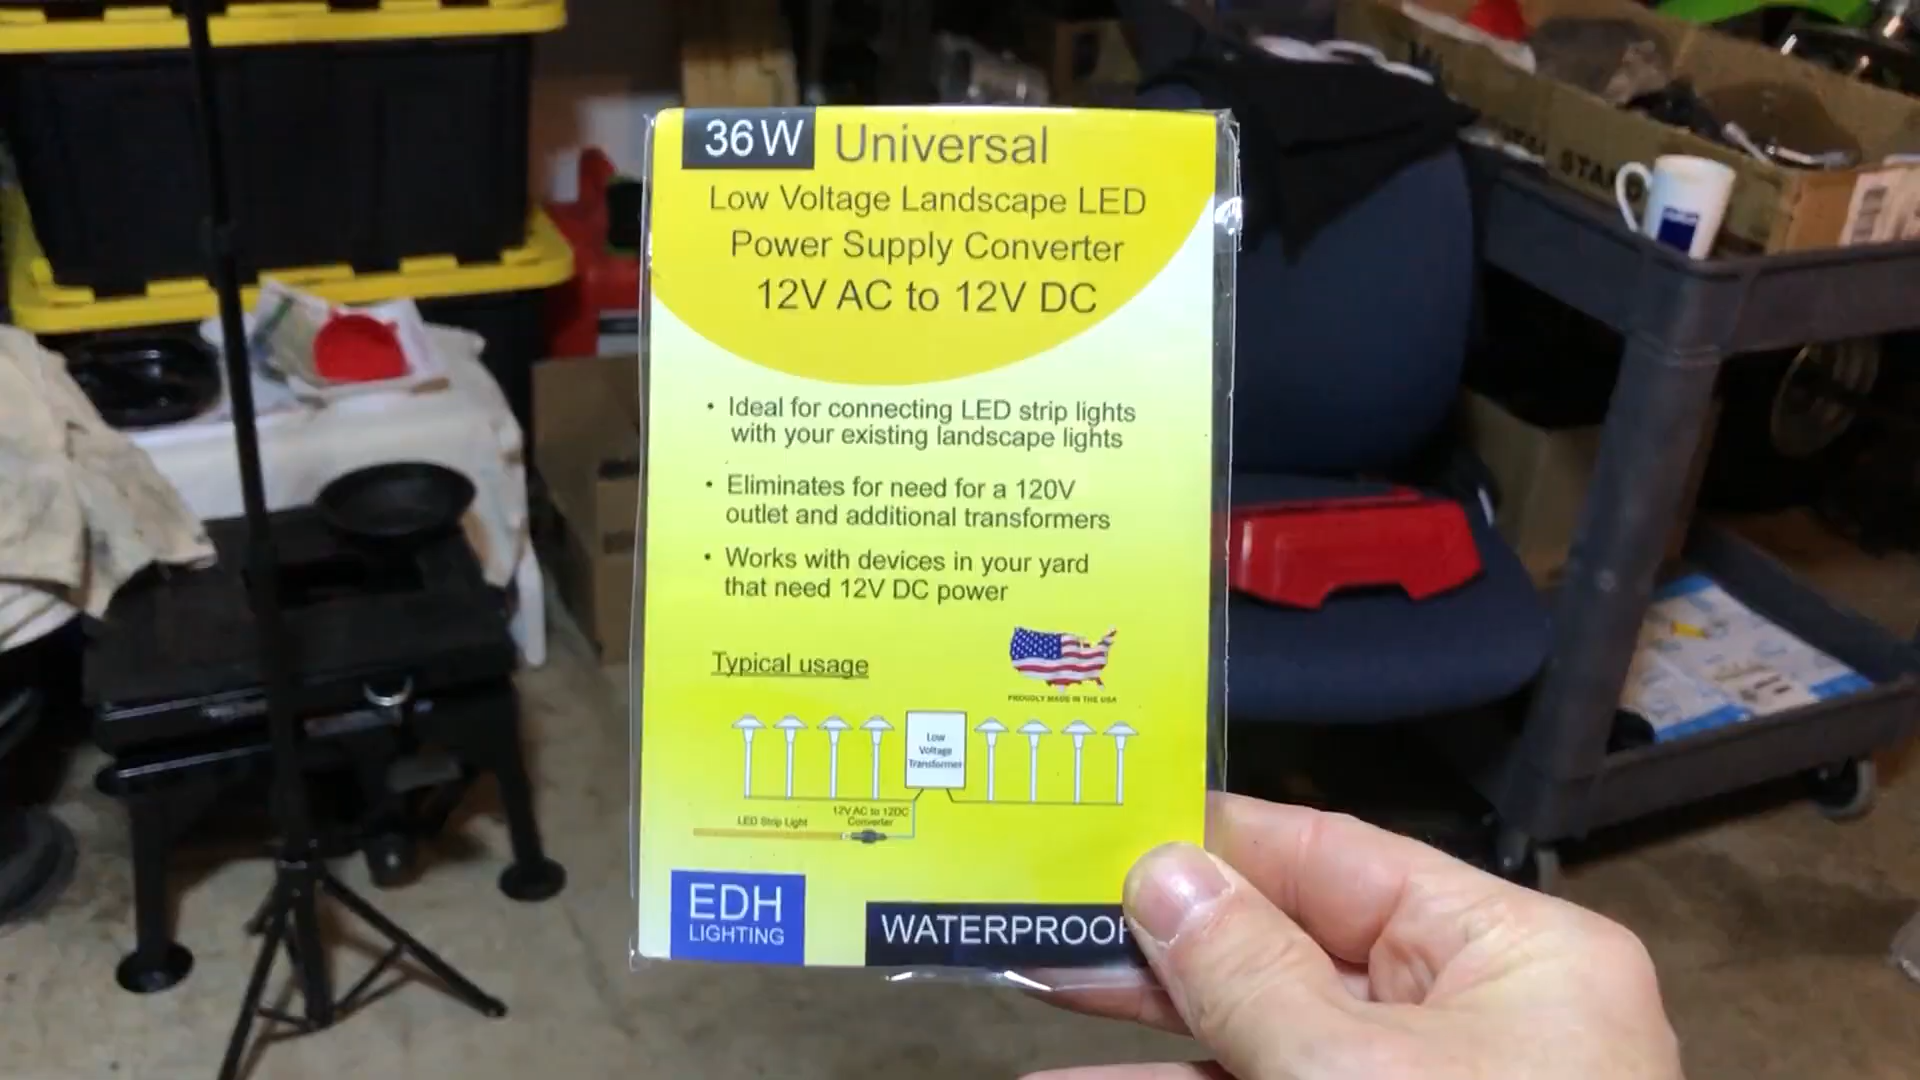 36W Universal
Low Voltage Landscape LED
Power Supply Converter
12V AC to 12V DC
• Ideal for connecting LED strip lights
with your existing landscape lights
• Eliminates for need for a 120V
outlet and additional transformers
• Works with devices in your yard
that need 12V DC power
Typical usage
PROUDLY MADE IN THE USA
Low
Voltage
Transformer
12V AC to 12DC
Converter
LED Strip Light
EDH
LIGHTING
WATERPROOF